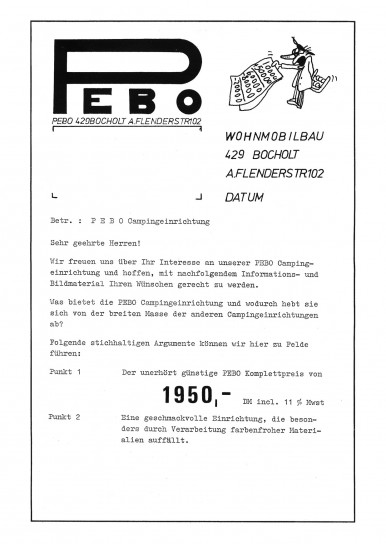 PEBO
PEBO 429BOCHOLT A.FLENDERSTR102
WOHNMOBILBAU
429 BOCHOLT
A.FLENDERSTR102
DATUM
Betr. : P E B O Campingeinrichtung
Sehr geehrte Herren!
Wir freuen uns über Ihr Interesse an unserer PEBO Camping-
einrichtung und hoffen, mit nachfolgendem Informations- und
Bildmaterial Ihren Wünschen gerecht zu werden.
Was bietet die PEBO Campingeinrichtung und wodurch hebt sie
sich von der breiten Masse der anderen Campingeinrichtungen
ab?
Folgende stichhaltigen Argumente können wir hier zu Felde
führen:
Punkt 1 Der unerhört günstige PEBO Komplettpreis von
1950,- DM incl. 11 % Mwst
Punkt 2 Eine geschmackvolle Einrichtung, die beson-
ders durch Verarbeitung farbenfroher Materi-
alien auffällt.